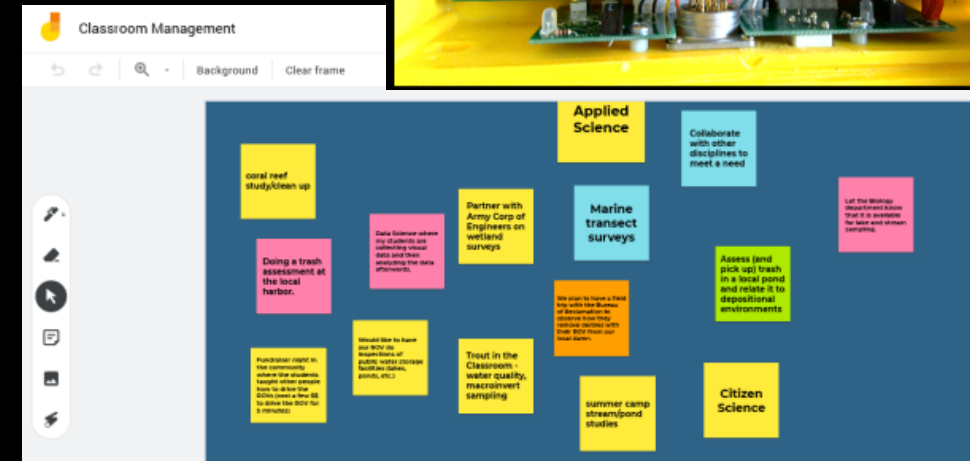 Classroom Management
Background
Clear frame
Applied
Science
Collaborate
with other
disciplines to
meet a need
coral reef
study/clean up
Partner with
Army Corp of
Engineers on
wetland
surveys
Marine
transect
surveys
Let the Biology
department know
that it is available
for lake and stream
sampling.
Data Science where
my students are
collecting visual
data and then
analyzing the data
afterwards.
Doing a trash
assessment at
the local
harbor.
Assess (and
pick up) trash
in a local pond
and relate it to
depositional
environments
We plan to have a field
trip with the Bureau
of Reclamation to
observe how they
remove debries with
their ROV from our
local damn.
Would like to have
our ROV do
inspections of
public water storage
facilities (lakes,
ponds, etc.)
Fundraiser night in
the community
where the students
taught other people
how to drive the
ROVs (cost a few $$
to drive the ROV for
5 minutes)
Trout in the
Classroom -
water quality,
macroinvert
sampling
summer camp
stream/pond
studies
Citizen
Science